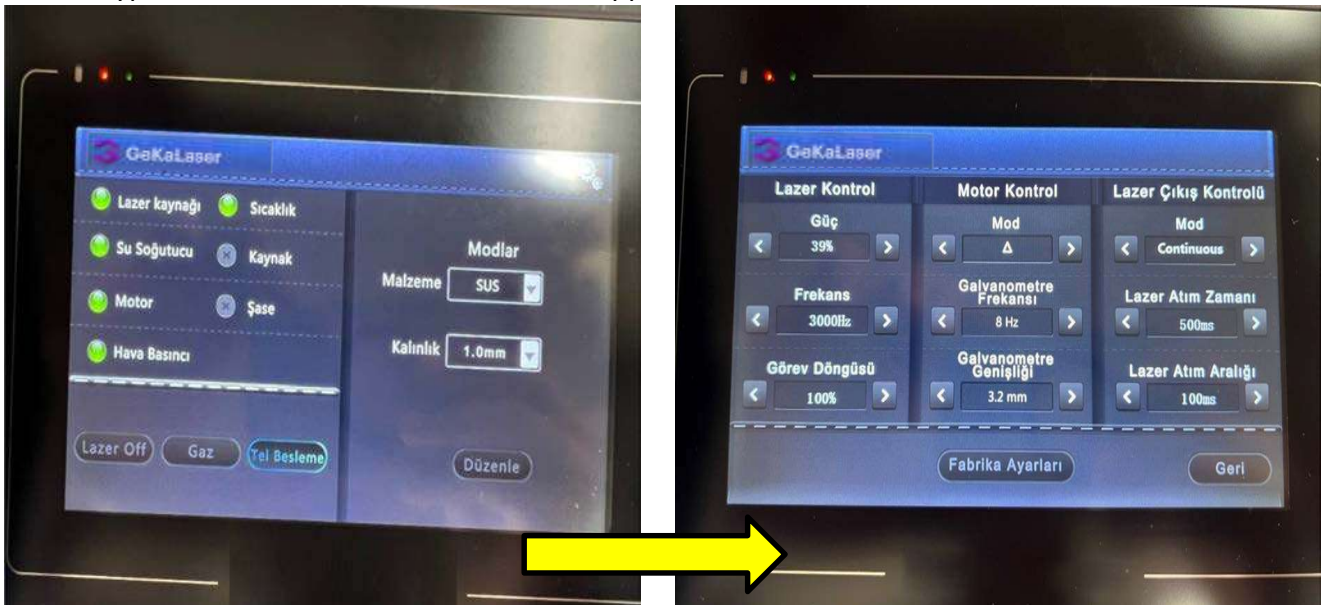 GeKaLaser
Lazer kaynağı Sıcaklık
Su Soğutucu Kaynak
Motor Şase
Hava Basıncı
Lazer Off Gaz Tel Besleme
Modlar
Malzeme SUS
Kalınlık 1.0mm
Düzenle
GeKaLaser
Lazer Kontrol Motor Kontrol Lazer Çıkış Kontrolü
Güç Mod Mod
39% Δ Continuous
Frekans Galvanometre Frekansı Lazer Atım Zamanı
3000Hz 8 Hz 500ms
Görev Döngüsü Galvanometre Genişliği Lazer Atım Aralığı
100% 3.2 mm 100ms
Fabrika Ayarları Geri